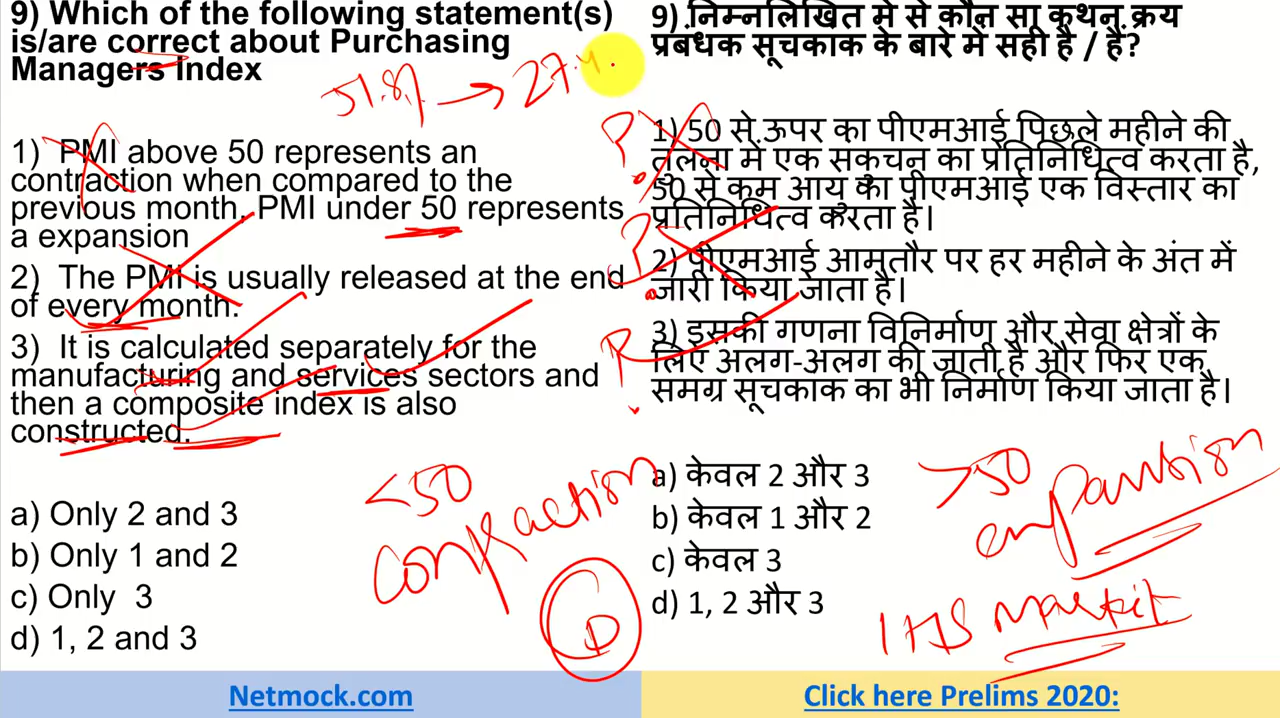 9) Which of the following statement(s)
is/are correct about Purchasing
Managers Index
51.8% → 27.4
1) PMI above 50 represents an
contraction when compared to the
previous month. PMI under 50 represents
a expansion
2) The PMI is usually released at the end
of every month.
3) It is calculated separately for the
manufacturing and services sectors and
then a composite index is also
constructed.
<50
contraction
a) Only 2 and 3
b) Only 1 and 2
c) Only 3
d) 1, 2 and 3
D
Netmock.com
9) निम्नलिखित में से कौन सा कथन क्रय
प्रबंधक सूचकांक के बारे में सही है / हैं?
P
1) 50 से ऊपर का पीएमआई पिछले महीने की
तुलना में एक संकुचन का प्रतिनिधित्व करता है,
50 से कम आयु का पीएमआई एक विस्तार का
प्रतिनिधित्व करता है।
2) पीएमआई आमतौर पर हर महीने के अंत में
जारी किया जाता है।
R
3) इसकी गणना विनिर्माण और सेवा क्षेत्रों के
लिए अलग-अलग की जाती है और फिर एक
समग्र सूचकांक का भी निर्माण किया जाता है।
>50
expansion
a) केवल 2 और 3
b) केवल 1 और 2
c) केवल 3
d) 1, 2 और 3
IHS Markit
Click here Prelims 2020: